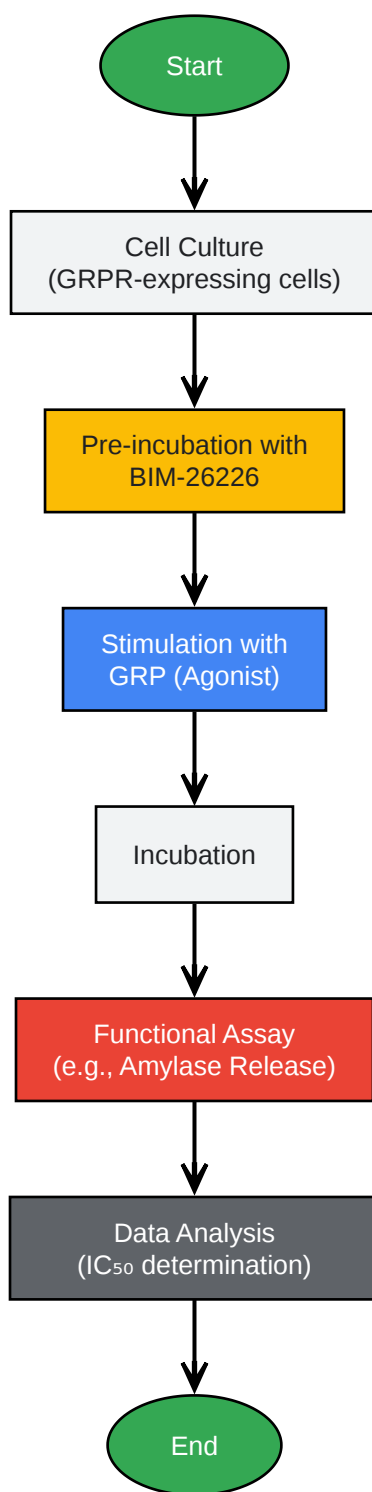 Start
Cell Culture
(GRPR-expressing cells)
Pre-incubation with
BIM-26226
Stimulation with
GRP (Agonist)
Incubation
Functional Assay
(e.g., Amylase Release)
Data Analysis
(IC₅₀ determination)
End